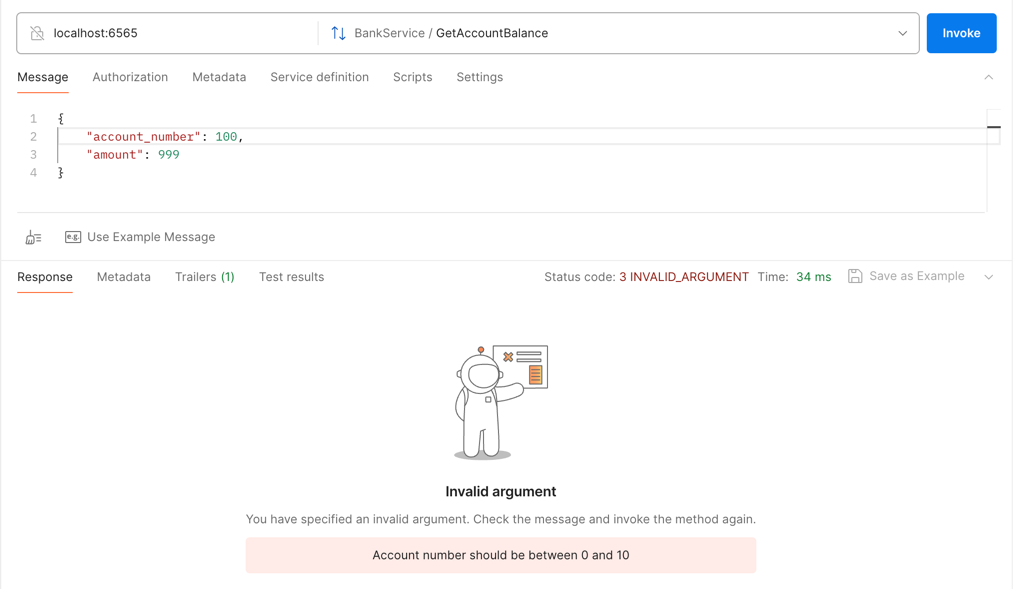 localhost:6565 BankService / GetAccountBalance Invoke
Message Authorization Metadata Service definition Scripts Settings
1 {
2 "account_number": 100,
3 "amount": 999
4 }
e.g. Use Example Message
Response Metadata Trailers (1) Test results Status code: 3 INVALID_ARGUMENT Time: 34 ms Save as Example
Invalid argument
You have specified an invalid argument. Check the message and invoke the method again.
Account number should be between 0 and 10